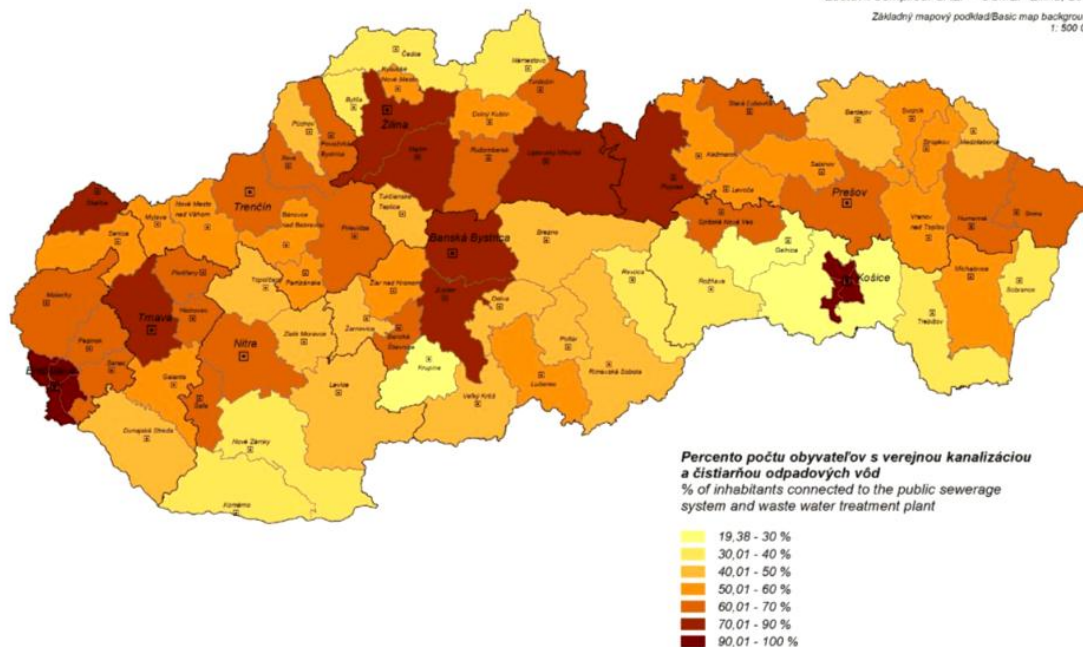 Základný mapový podklad/Basic map backgrou
1: 500 0
Čadca
Námestovo
Nové Mesto
Bytča
Žilina
Dolný Kubín
Tvrdošín
Stará Ľubovňa
Bardejov
Svidník
Stropkov
Medzilaborce
Púchov
Považská
Bystrica
Martin
Ružomberok
Liptovský Mikuláš
Poprad
Kežmarok
Sabinov
Levoča
Prešov
Ilava
Trenčín
Turčianske
Teplice
Spišská Nová Ves
Vranov
nad Topľou
Humenné
Snina
Skalica
Myjava
Nové Mesto
nad Váhom
Bánovce
nad Bebravou
Prievidza
Banská Bystrica
Brezno
Gelnica
Košice
Michalovce
Sobrance
Senica
Piešťany
Topoľčany
Partizánske
Žiar nad Hronom
Zvolen
Detva
Revúca
Rožňava
Trebišov
Malacky
Trnava
Hlohovec
Zlaté Moravce
Žarnovica
Banská
Štiavnica
Krupina
Poltár
Rimavská Sobota
Pezinok
Senec
Galanta
Nitra
Šaľa
Levice
Veľký Krtíš
Lučenec
Dunajská Streda
Nové Zámky
Komárno
Percento počtu obyvateľov s verejnou kanalizáciou
a čistiarňou odpadových vôd
% of inhabitants connected to the public sewerage
system and waste water treatment plant
19,38 - 30 %
30,01 - 40 %
40,01 - 50 %
50,01 - 60 %
60,01 - 70 %
70,01 - 90 %
90,01 - 100 %